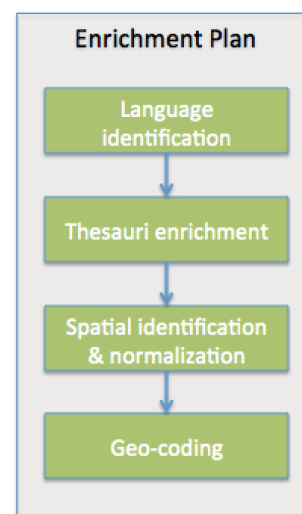 Enrichment Plan
Language
identification
Thesauri enrichment
Spatial identification
& normalization
Geo-coding